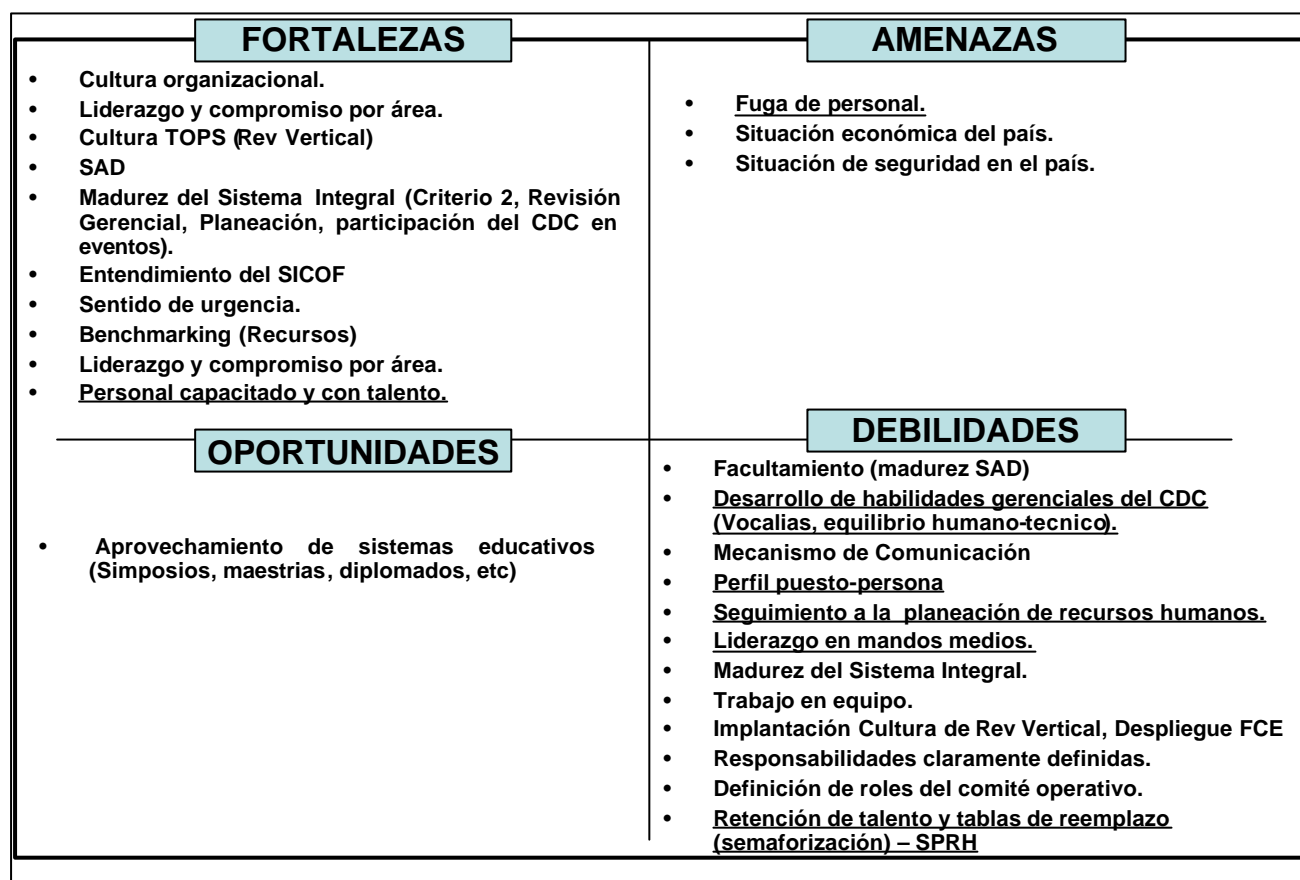 FORTALEZAS
• Cultura organizacional.
• Liderazgo y compromiso por área.
• Cultura TOPS (Rev Vertical)
• SAD
• Madurez del Sistema Integral (Criterio 2, Revisión
Gerencial, Planeación, participación del CDC en
eventos).
• Entendimiento del SICOF
• Sentido de urgencia.
• Benchmarking (Recursos)
• Liderazgo y compromiso por área.
• Personal capacitado y con talento.
AMENAZAS
• Fuga de personal.
• Situación económica del país.
• Situación de seguridad en el país.
OPORTUNIDADES
• Aprovechamiento de sistemas educativos
(Simposios, maestrias, diplomados, etc)
DEBILIDADES
• Facultamiento (madurez SAD)
• Desarrollo de habilidades gerenciales del CDC
(Vocalias, equilibrio humano-tecnico).
• Mecanismo de Comunicación
• Perfil puesto-persona
• Seguimiento a la planeación de recursos humanos.
• Liderazgo en mandos medios.
• Madurez del Sistema Integral.
• Trabajo en equipo.
• Implantación Cultura de Rev Vertical, Despliegue FCE
• Responsabilidades claramente definidas.
• Definición de roles del comité operativo.
• Retención de talento y tablas de reemplazo
(semaforización) – SPRH